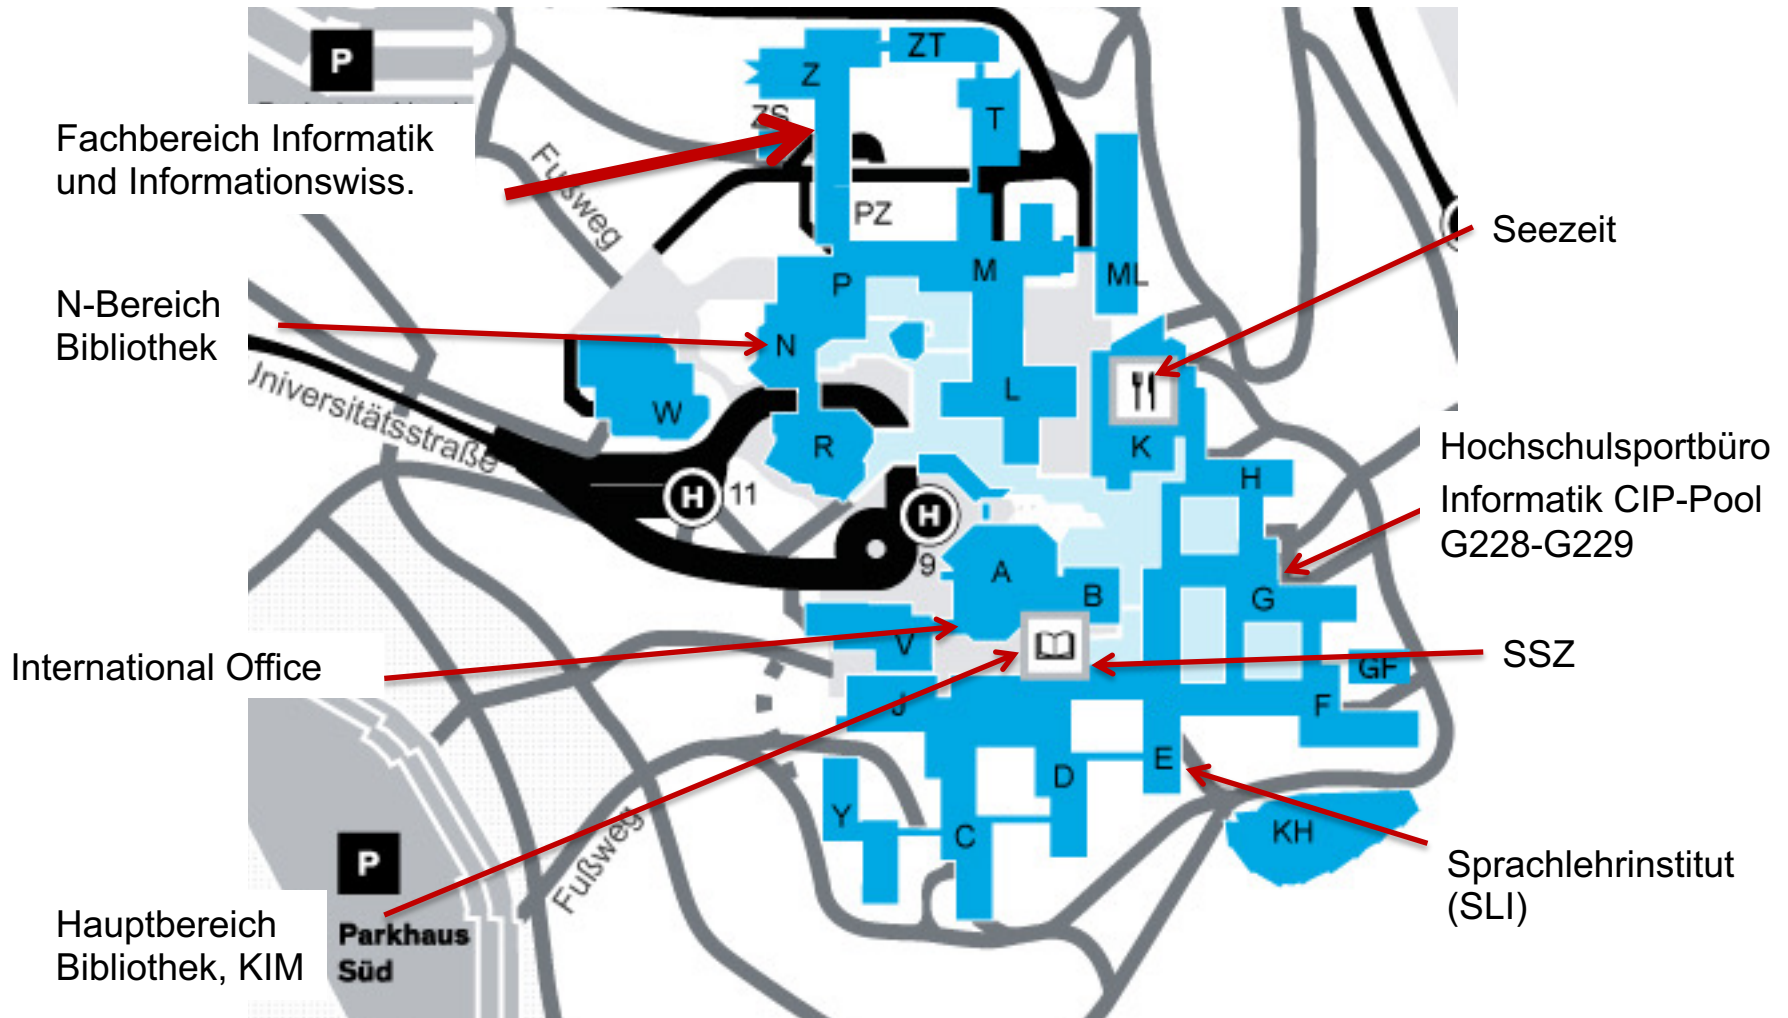 P
ZT
Z
ZS
T
Fachbereich Informatik
und Informationswiss.
Fußweg
PZ
Seezeit
M
ML
P
N-Bereich
Bibliothek
N
Universitätsstraße
W
L
R
K
H
Hochschulsportbüro
Informatik CIP-Pool
G228-G229
H
11
H
9
A
B
G
V
International Office
SSZ
GF
J
F
E
D
Y
C
KH
Fußweg
P
Parkhaus
Süd
Sprachlehrinstitut
(SLI)
Hauptbereich
Bibliothek, KIM